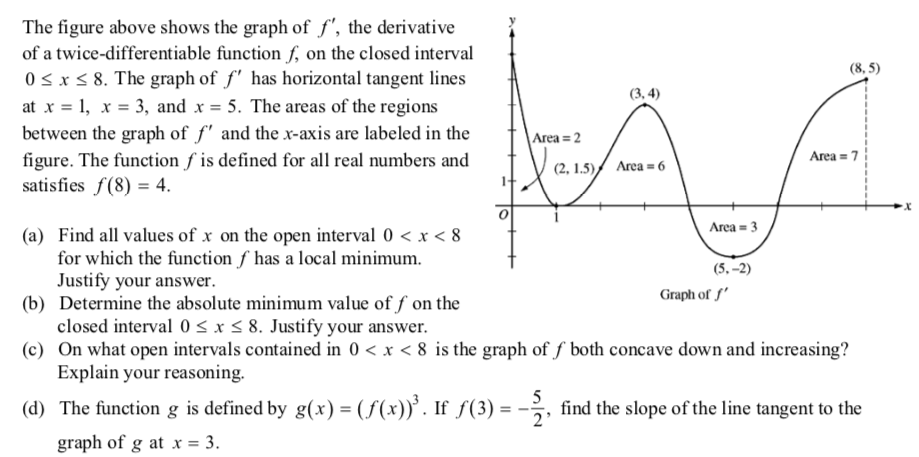 The figure above shows the graph of f′, the derivative
of a twice-differentiable function f, on the closed interval
0 ≤ x ≤ 8. The graph of f′ has horizontal tangent lines
at x = 1, x = 3, and x = 5. The areas of the regions
between the graph of f′ and the x-axis are labeled in the
figure. The function f is defined for all real numbers and
satisfies f(8) = 4.
y
(8, 5)
(3, 4)
Area = 2
(2, 1.5)
Area = 6
Area = 7
1
O
1
x
Area = 3
(5, –2)
Graph of f′
(a) Find all values of x on the open interval 0 < x < 8
for which the function f has a local minimum.
Justify your answer.
(b) Determine the absolute minimum value of f on the
closed interval 0 ≤ x ≤ 8. Justify your answer.
(c) On what open intervals contained in 0 < x < 8 is the graph of f both concave down and increasing?
Explain your reasoning.
(d) The function g is defined by g(x) = (f(x))³. If f(3) = −5/2, find the slope of the line tangent to the
graph of g at x = 3.